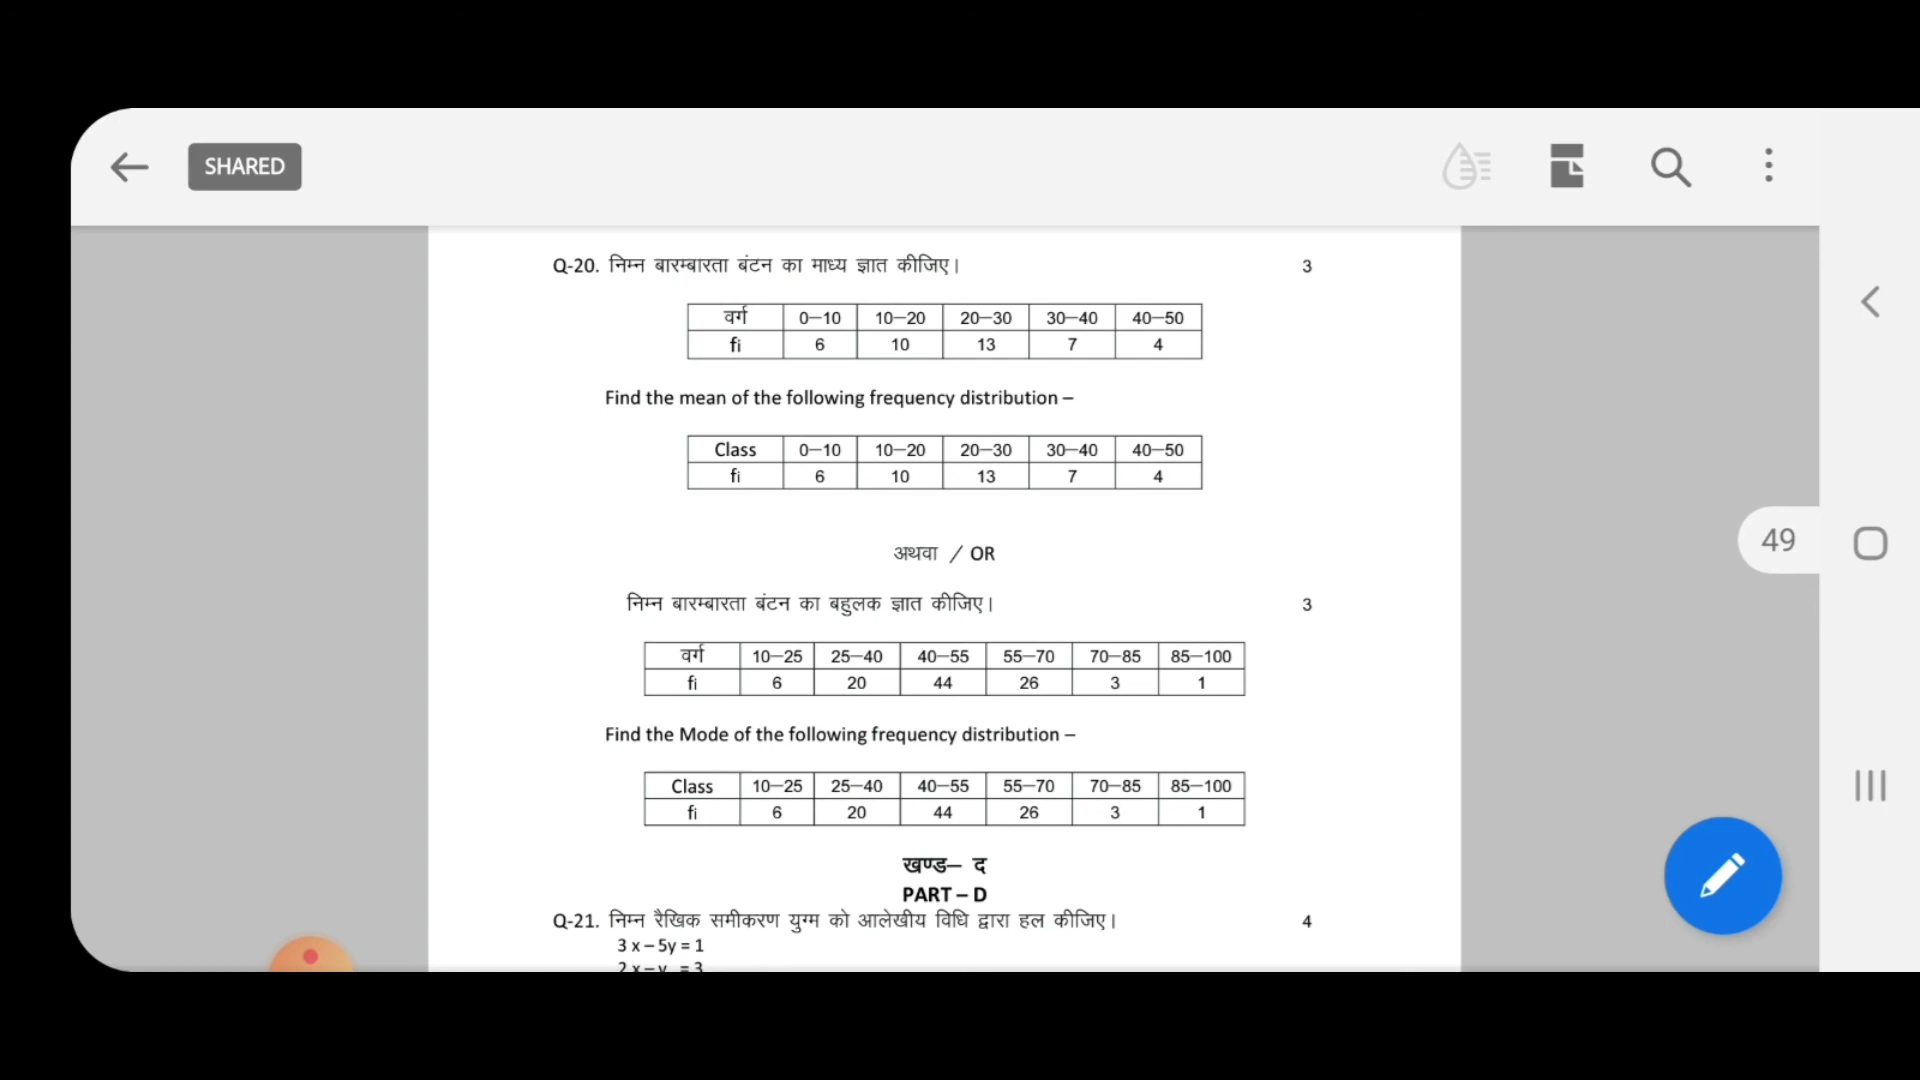 SHARED
Q-20. निम्न बारम्बारता बंटन का माध्य ज्ञात कीजिए। 3
वर्ग 0–10 10–20 20–30 30–40 40–50
fi 6 10 13 7 4
Find the mean of the following frequency distribution –
Class 0–10 10–20 20–30 30–40 40–50
fi 6 10 13 7 4
49
अथवा / OR
निम्न बारम्बारता बंटन का बहुलक ज्ञात कीजिए। 3
वर्ग 10–25 25–40 40–55 55–70 70–85 85–100
fi 6 20 44 26 3 1
Find the Mode of the following frequency distribution –
Class 10–25 25–40 40–55 55–70 70–85 85–100
fi 6 20 44 26 3 1
खण्ड– द
PART – D
Q-21. निम्न रैखिक समीकरण युग्म को आलेखीय विधि द्वारा हल कीजिए। 4
3 x – 5y = 1
2 x – y = 3